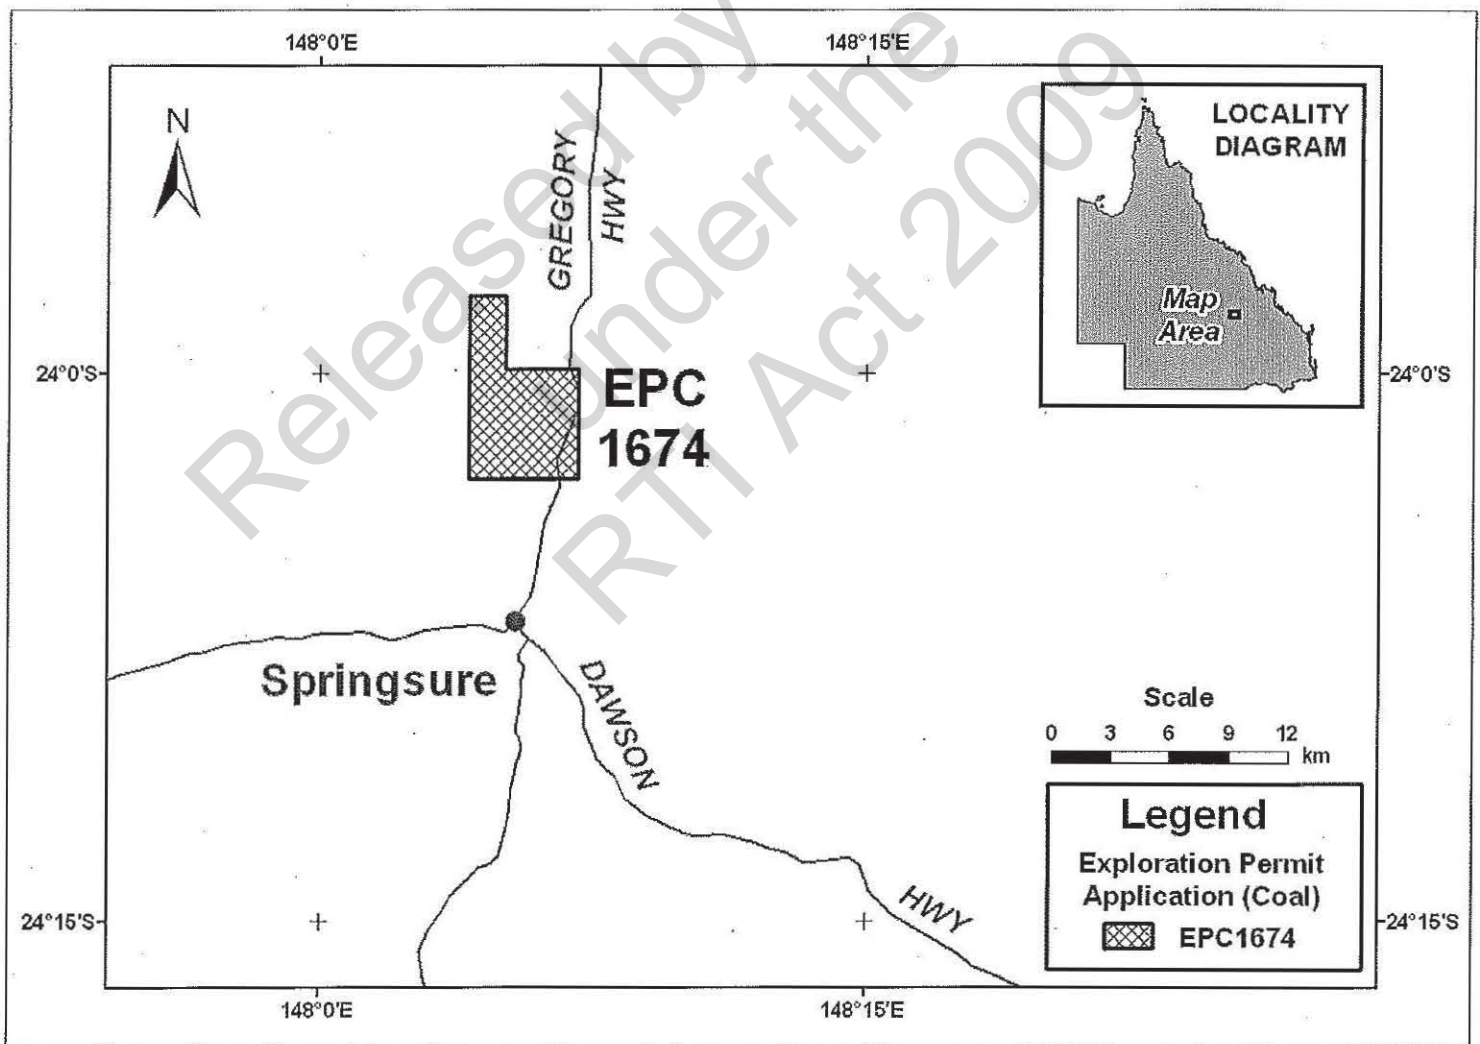 148°0'E
148°15'E
N
GREGORY
HWY
LOCALITY
DIAGRAM
Map
Area
24°0'S
24°0'S
EPC
1674
Springsure
DAWSON
HWY
Scale
0 3 6 9 12
km
Legend
Exploration Permit
Application (Coal)
EPC1674
24°15'S
24°15'S
148°0'E
148°15'E
Released by
under the
RTI Act 2009